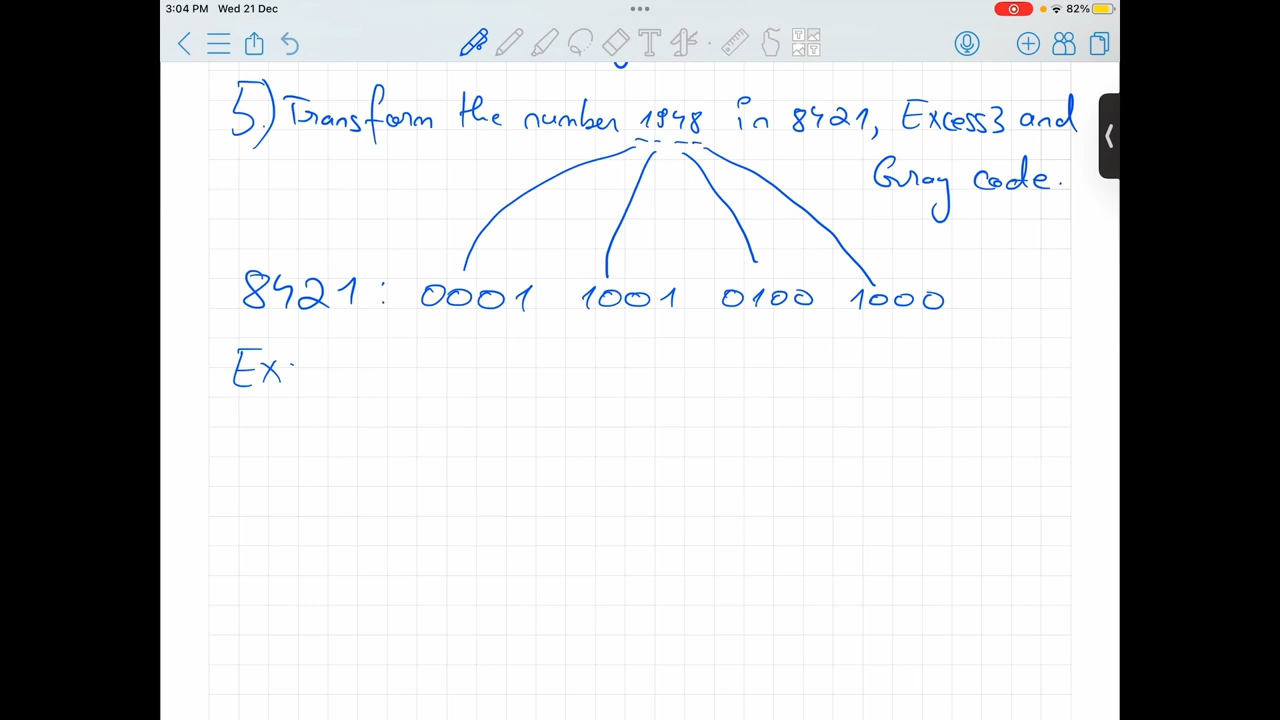 3:04 PM Wed 21 Dec
82%
5.) Transform the number 1948 in 8421, Excess3 and
Gray code.
8421 : 0001 1001 0100 1000
Ex